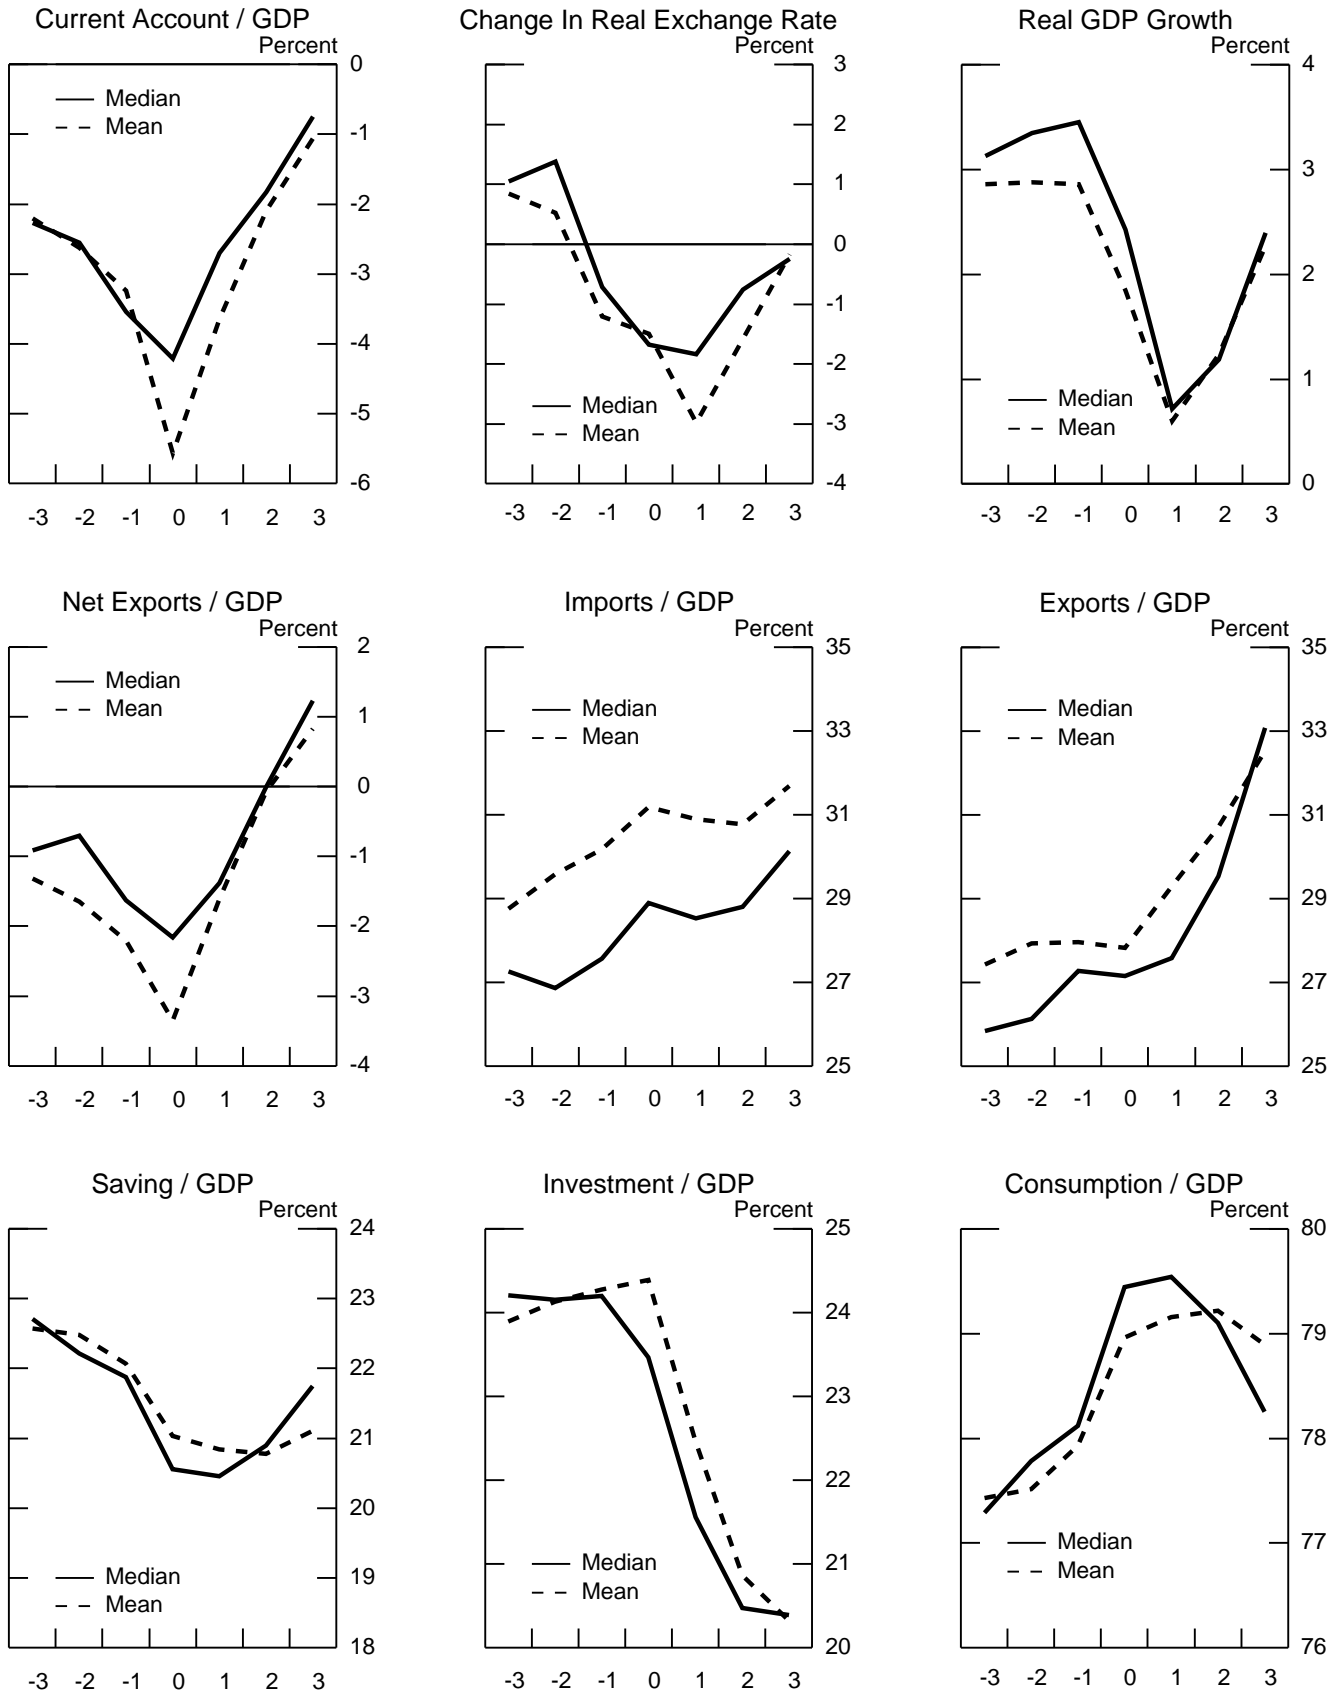 Current Account / GDP
Percent
0
-1
-2
-3
-4
-5
-6
Median
Mean
-3 -2 -1 0 1 2 3
Change In Real Exchange Rate
Percent
3
2
1
0
-1
-2
-3
-4
Median
Mean
-3 -2 -1 0 1 2 3
Real GDP Growth
Percent
4
3
2
1
0
Median
Mean
-3 -2 -1 0 1 2 3
Net Exports / GDP
Percent
2
1
0
-1
-2
-3
-4
Median
Mean
-3 -2 -1 0 1 2 3
Imports / GDP
Percent
35
33
31
29
27
25
Median
Mean
-3 -2 -1 0 1 2 3
Exports / GDP
Percent
35
33
31
29
27
25
Median
Mean
-3 -2 -1 0 1 2 3
Saving / GDP
Percent
24
23
22
21
20
19
18
Median
Mean
-3 -2 -1 0 1 2 3
Investment / GDP
Percent
25
24
23
22
21
20
Median
Mean
-3 -2 -1 0 1 2 3
Consumption / GDP
Percent
80
79
78
77
76
Median
Mean
-3 -2 -1 0 1 2 3